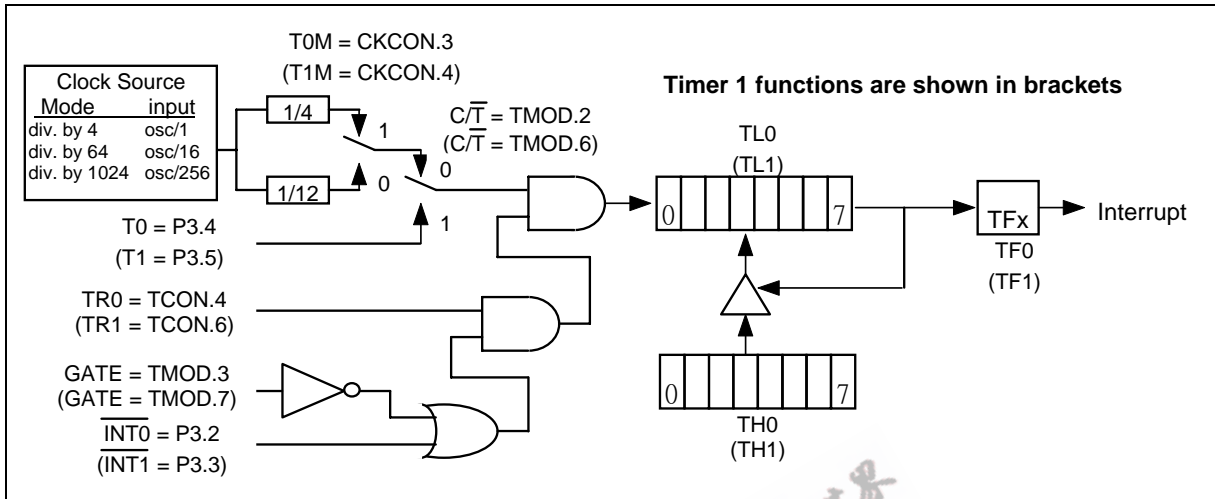 T0M = CKCON.3
(T1M = CKCON.4)
Clock Source
Mode input
div. by 4 osc/1
div. by 64 osc/16
div. by 1024 osc/256
1/4
1
0
1/12
C/T̅ = TMOD.2
(C/T̅ = TMOD.6)
0
1
Timer 1 functions are shown in brackets
TL0
(TL1)
0 7
TFx
Interrupt
TF0
(TF1)
T0 = P3.4
(T1 = P3.5)
TR0 = TCON.4
(TR1 = TCON.6)
GATE = TMOD.3
(GATE = TMOD.7)
I̅N̅T̅0̅ = P3.2
(I̅N̅T̅1̅ = P3.3)
0 7
TH0
(TH1)